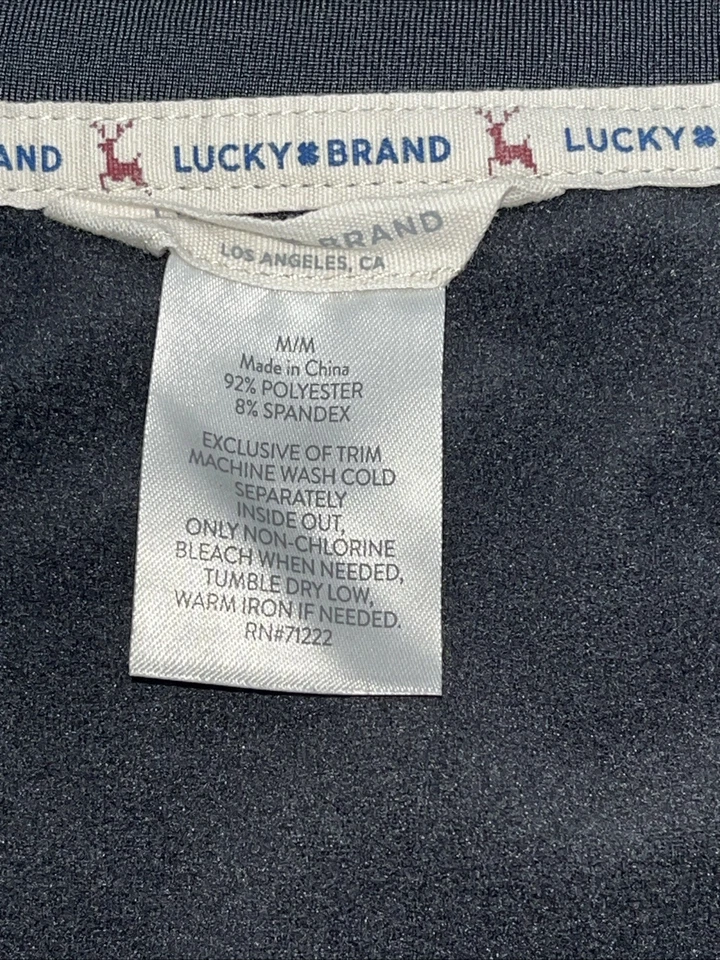 AND LUCKY BRAND LUCKY
BRAND
LOS ANGELES, CA
M/M
Made in China
92% POLYESTER
8% SPANDEX
EXCLUSIVE OF TRIM
MACHINE WASH COLD
SEPARATELY
INSIDE OUT,
ONLY NON-CHLORINE
BLEACH WHEN NEEDED,
TUMBLE DRY LOW,
WARM IRON IF NEEDED.
RN#71222